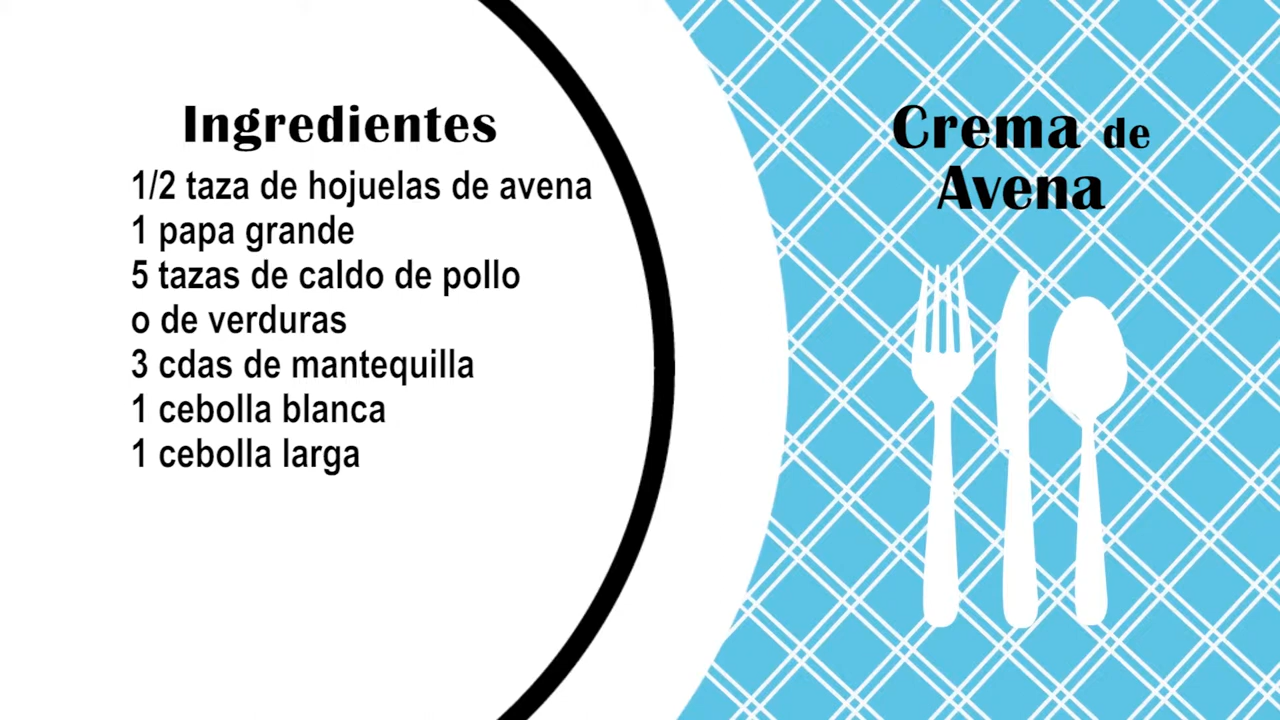 Ingredientes
1/2 taza de hojuelas de avena
1 papa grande
5 tazas de caldo de pollo
o de verduras
3 cdas de mantequilla
1 cebolla blanca
1 cebolla larga
Crema de
Avena